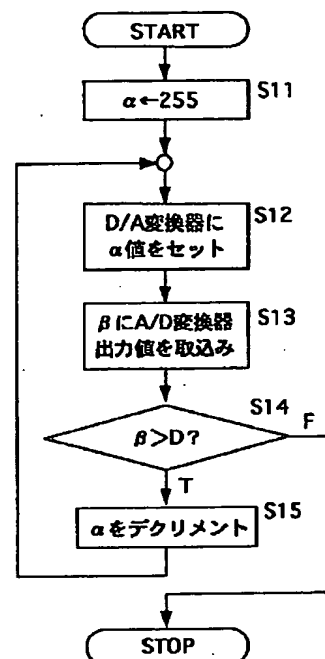 START
α←255 S11
S12
D/A変換器に
α値をセット
S13
βにA/D変換器
出力値を取込み
S14
β>D? F
T
S15
αをデクリメント
STOP